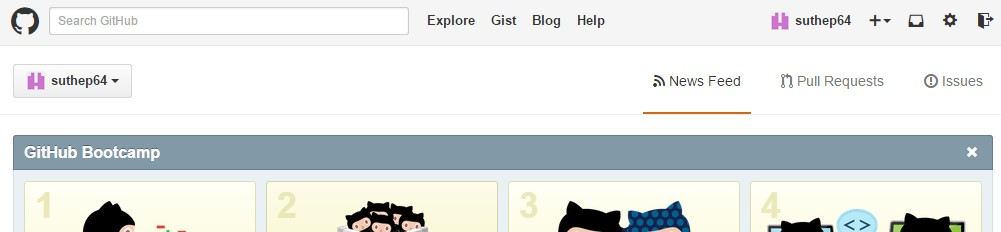 Search GitHub Explore Gist Blog Help suthep64
suthep64 News Feed Pull Requests Issues
GitHub Bootcamp
1 2 3 4
<>